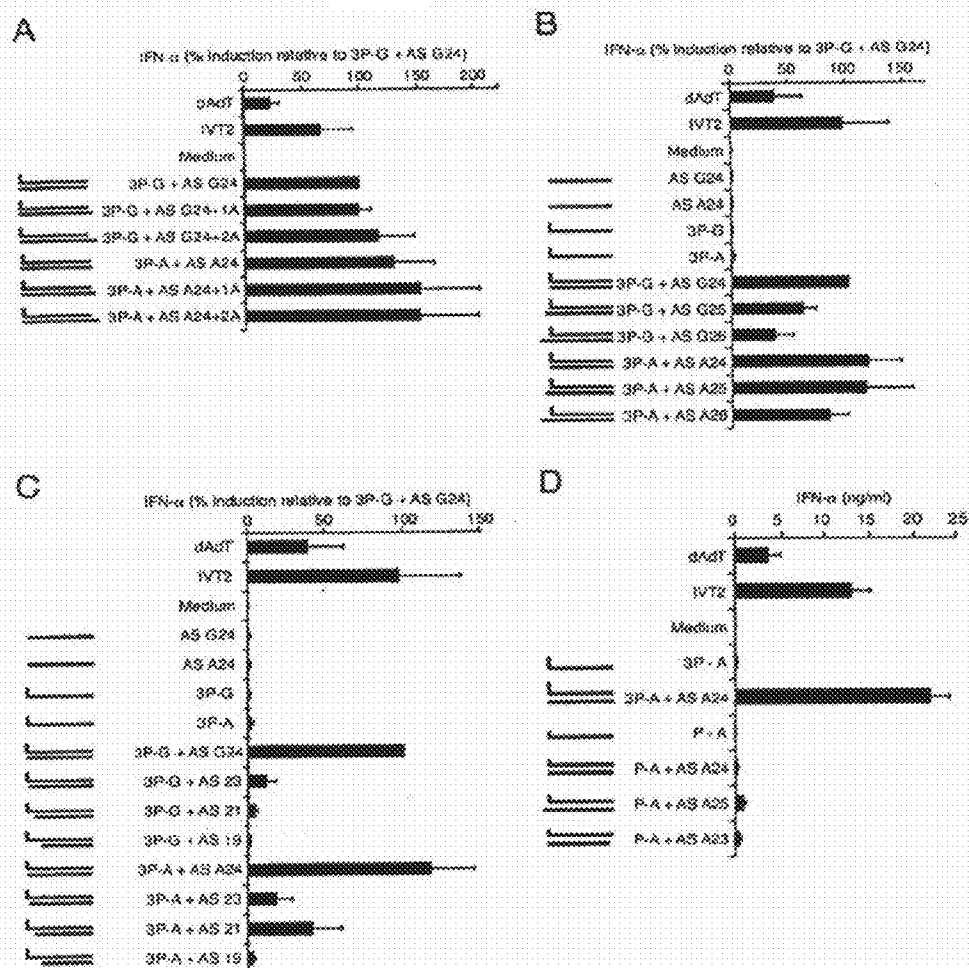 A
IFN-α (% induction relative to 3P-G + AS G24)
0 50 100 150 200
dAdT
IVT2
Medium
3P-G + AS G24
3P-G + AS G24+1A
3P-G + AS G24+2A
3P-A + AS A24
3P-A + AS A24+1A
3P-A + AS A24+2A
B
IFN-α (% induction relative to 3P-G + AS G24)
0 50 100 150
dAdT
IVT2
Medium
AS G24
AS A24
3P-G
3P-A
3P-G + AS G24
3P-G + AS G25
3P-G + AS G26
3P-A + AS A24
3P-A + AS A25
3P-A + AS A26
C
IFN-α (% induction relative to 3P-G + AS G24)
0 50 100 150
dAdT
IVT2
Medium
AS G24
AS A24
3P-G
3P-A
3P-G + AS G24
3P-G + AS 23
3P-G + AS 21
3P-G + AS 19
3P-A + AS A24
3P-A + AS 23
3P-A + AS 21
3P-A + AS 19
D
IFN-α (ng/ml)
0 5 10 15 20 25
dAdT
IVT2
Medium
3P - A
3P-A + AS A24
P - A
P-A + AS A24
P-A + AS A25
P-A + AS A23